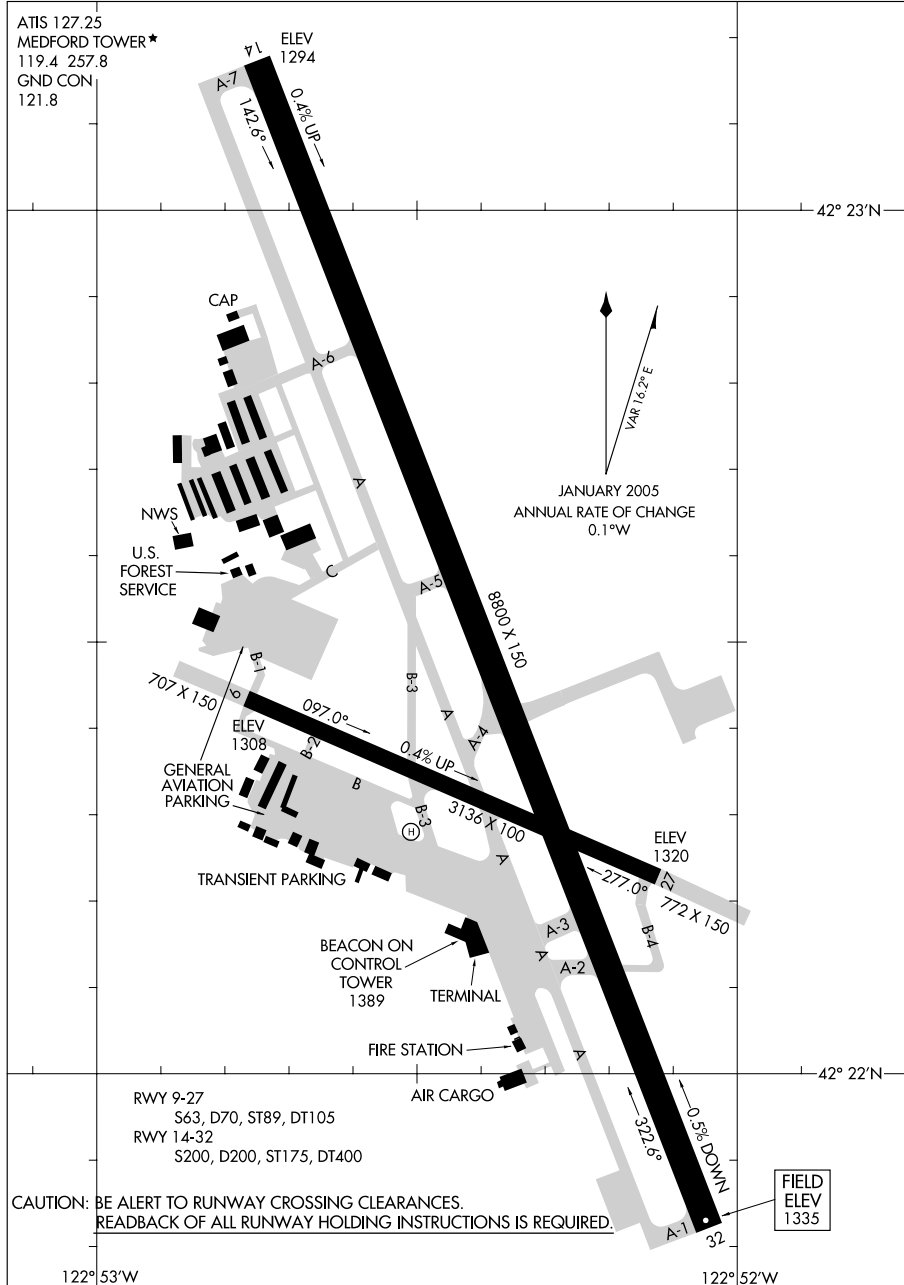 ATIS 127.25
MEDFORD TOWER★
119.4 257.8
GND CON
121.8
14
ELEV
1294
A-7
142.6°
0.4% UP
42° 23'N
CAP
A-6
VAR 16.2° E
JANUARY 2005
ANNUAL RATE OF CHANGE
0.1°W
A
NWS
U.S.
FOREST
SERVICE
C
A-5
8800 X 150
B-1
B-3
707 X 150
9
097.0°
A
A-4
ELEV
1308
B-2
0.4% UP
GENERAL
AVIATION
PARKING
B
B-3
3136 X 100
H
A
ELEV
1320
27
277.0°
772 X 150
TRANSIENT PARKING
A-3
B-4
BEACON ON
CONTROL
TOWER
1389
A
A-2
TERMINAL
FIRE STATION
A
42° 22'N
AIR CARGO
RWY 9-27
S63, D70, ST89, DT105
RWY 14-32
S200, D200, ST175, DT400
322.6°
0.5% DOWN
CAUTION: BE ALERT TO RUNWAY CROSSING CLEARANCES.
READBACK OF ALL RUNWAY HOLDING INSTRUCTIONS IS REQUIRED.
FIELD
ELEV
1335
A-1
32
122° 53'W
122° 52'W